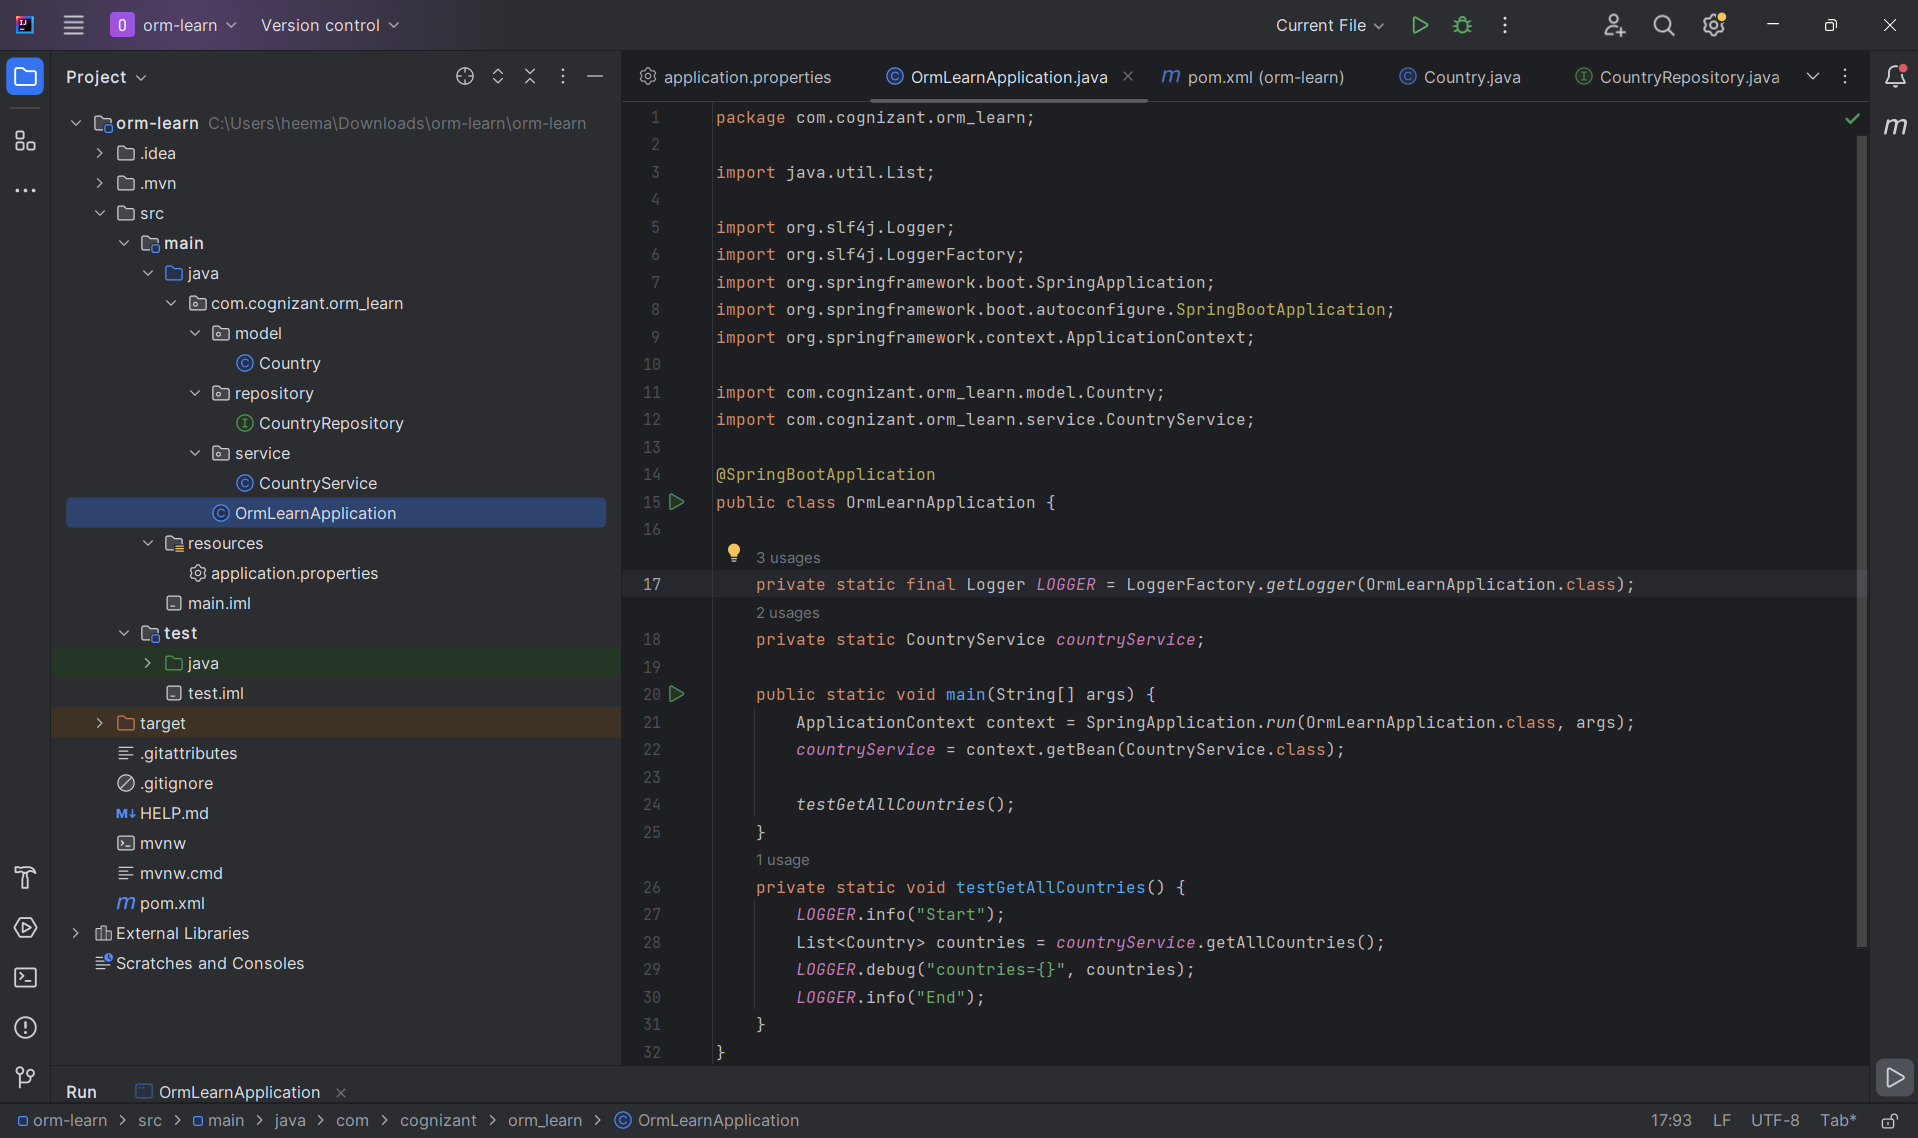 O orm-learn Version control Current File
Project
application.properties OrmLearnApplication.java m pom.xml (orm-learn) Country.java CountryRepository.java
orm-learn C:\Users\heema\Downloads\orm-learn\orm-learn
.idea
.mvn
src
main
java
com.cognizant.orm_learn
model
C Country
repository
I CountryRepository
service
C CountryService
C OrmLearnApplication
resources
application.properties
main.iml
test
java
test.iml
target
.gitattributes
.gitignore
M↓ HELP.md
mvnw
mvnw.cmd
m pom.xml
External Libraries
Scratches and Consoles
1 package com.cognizant.orm_learn;
2
3 import java.util.List;
4
5 import org.slf4j.Logger;
6 import org.slf4j.LoggerFactory;
7 import org.springframework.boot.SpringApplication;
8 import org.springframework.boot.autoconfigure.SpringBootApplication;
9 import org.springframework.context.ApplicationContext;
10
11 import com.cognizant.orm_learn.model.Country;
12 import com.cognizant.orm_learn.service.CountryService;
13
14 @SpringBootApplication
15 public class OrmLearnApplication {
16
3 usages
17 private static final Logger LOGGER = LoggerFactory.getLogger(OrmLearnApplication.class);
2 usages
18 private static CountryService countryService;
19
20 public static void main(String[] args) {
21 ApplicationContext context = SpringApplication.run(OrmLearnApplication.class, args);
22 countryService = context.getBean(CountryService.class);
23
24 testGetAllCountries();
25 }
1 usage
26 private static void testGetAllCountries() {
27 LOGGER.info("Start");
28 List<Country> countries = countryService.getAllCountries();
29 LOGGER.debug("countries={}", countries);
30 LOGGER.info("End");
31 }
32 }
m
Run OrmLearnApplication
orm-learn > src > main > java > com > cognizant > orm_learn > OrmLearnApplication 17:93 LF UTF-8 Tab*